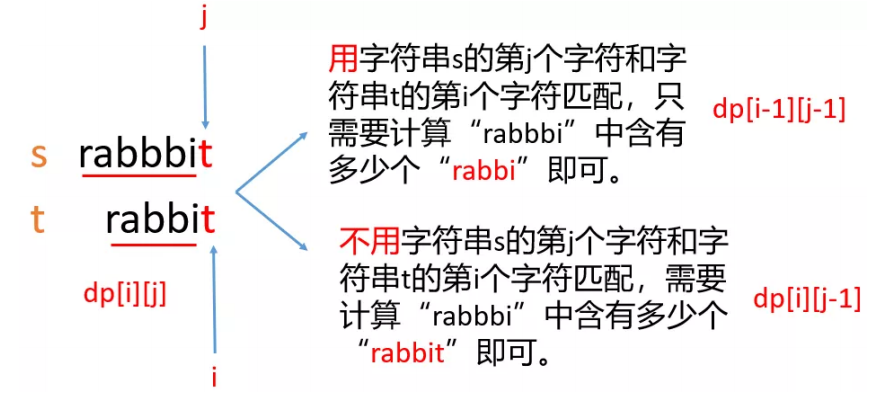 j
用字符串s的第j个字符和字
符串t的第i个字符匹配，只
需要计算“rabbbi”中含有
多少个“rabbi”即可。
dp[i-1][j-1]
s rabbbit
t rabbit
dp[i][j]
i
不用字符串s的第j个字符和字
符串t的第i个字符匹配，需要
计算“rabbbi”中含有多少个
“rabbit”即可。
dp[i][j-1]